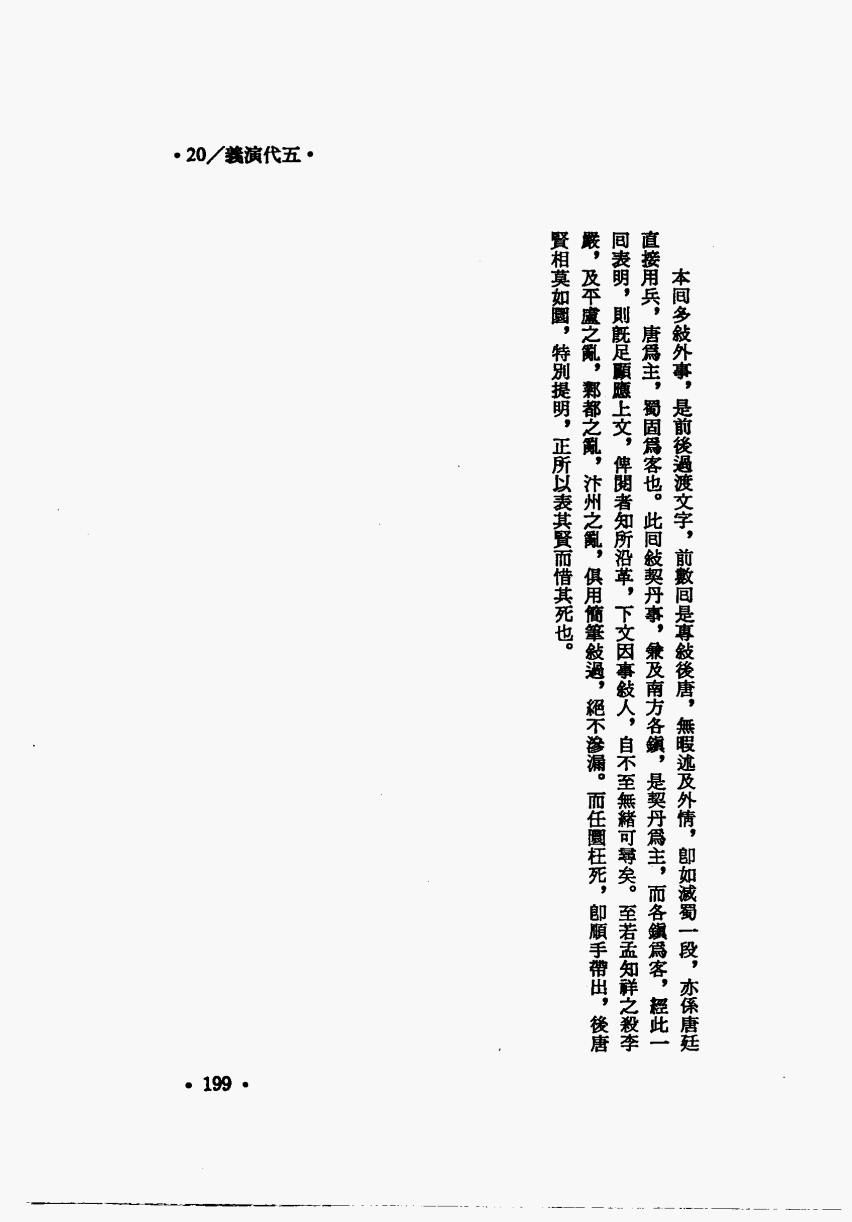 •20／義演代五•
本囘多敍外事，是前後過渡文字，前數囘是專敍後唐，無暇述及外情，卽如滅蜀一段，亦係唐廷
直接用兵，唐爲主，蜀固爲客也。此囘敍契丹事，兼及南方各鎭，是契丹爲主，而各鎭爲客，經此一
囘表明，則旣足顯應上文，俾閱者知所沿革，下文因事敍人，自不至無緒可尋矣。至若孟知祥之殺李
嚴，及平盧之亂，鄴都之亂，汴州之亂，俱用簡筆敍過，絕不滲漏。而任圜枉死，卽順手帶出，後唐
賢相莫如圜，特別提明，正所以表其賢而惜其死也。
•199•